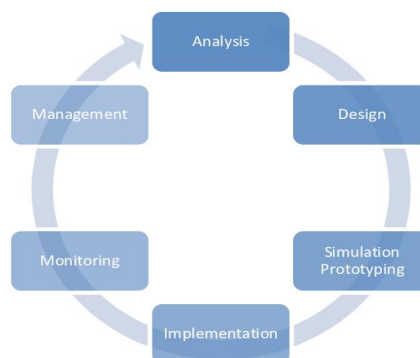 Analysis
Design
Simulation
Prototyping
Implementation
Monitoring
Management